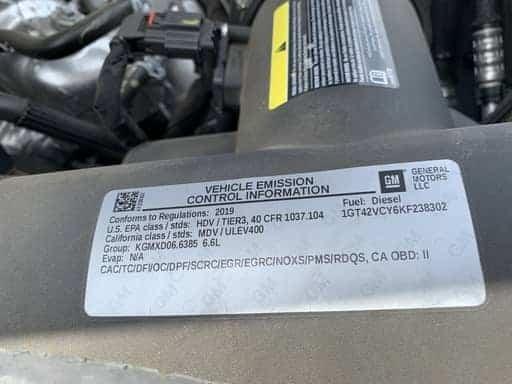 VEHICLE EMISSION
CONTROL INFORMATION
GM
GENERAL
MOTORS
LLC
Conforms to Regulations: 2019
Fuel: Diesel
U.S. EPA class / stds: HDV / TIER3, 40 CFR 1037.104
1GT42VCY6KF238302
California class / stds: MDV / ULEV400
Group: KGMXD06.6385 6.6L
Evap: N/A
CAC/TC/DFI/OC/DPF/SCRC/EGR/EGRC/NOXS/PMS/RDQS, CA OBD: II